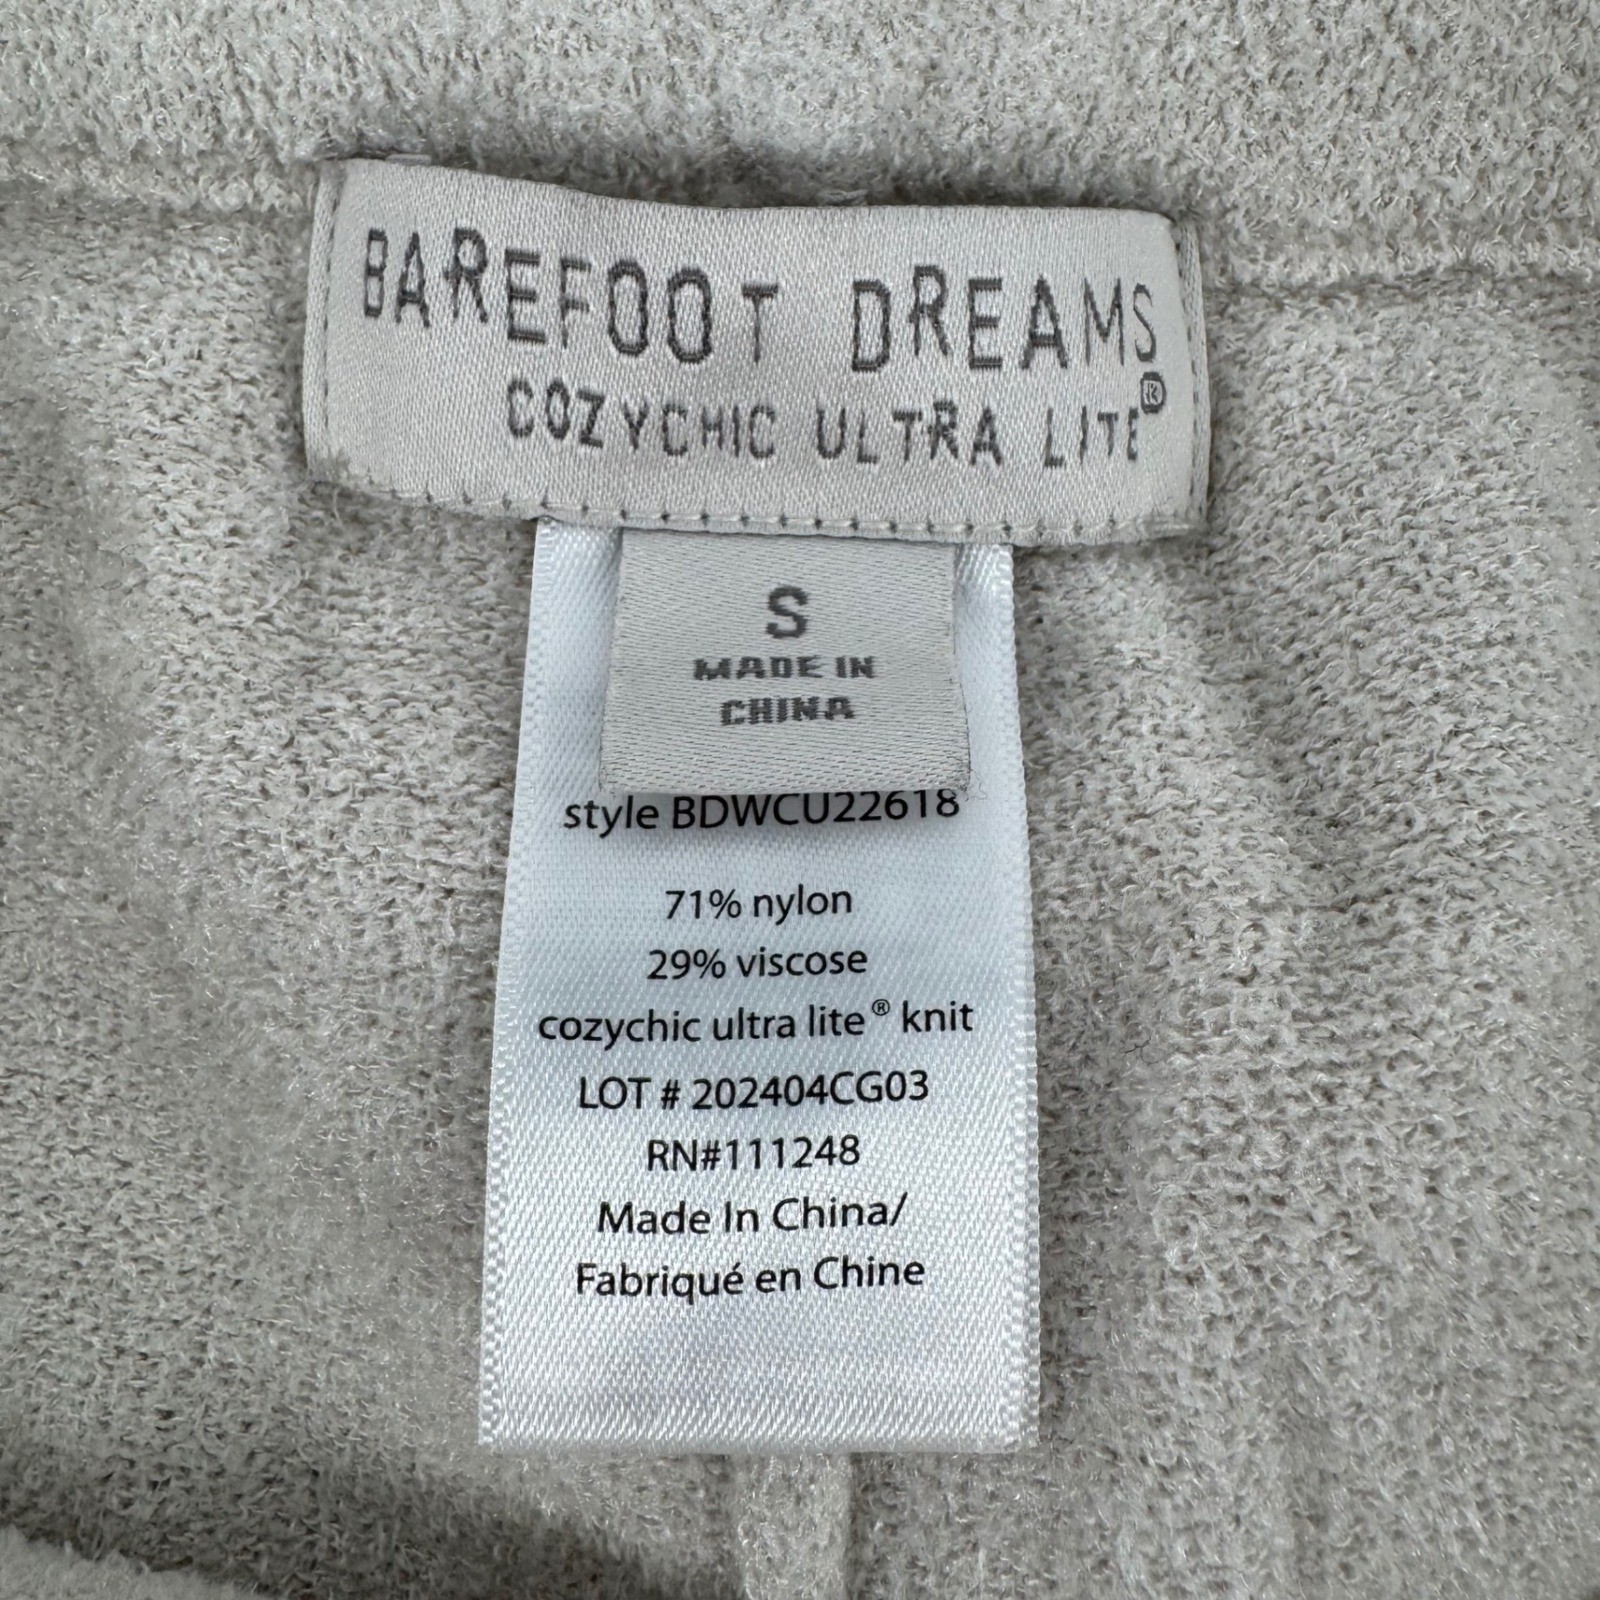 BAREFOOT DREAMS
COZYCHIC ULTRA LITE®
S
MADE IN
CHINA
style BDWCU22618
71% nylon
29% viscose
cozychic ultra lite® knit
LOT # 202404CG03
RN#111248
Made In China/
Fabriqué en Chine